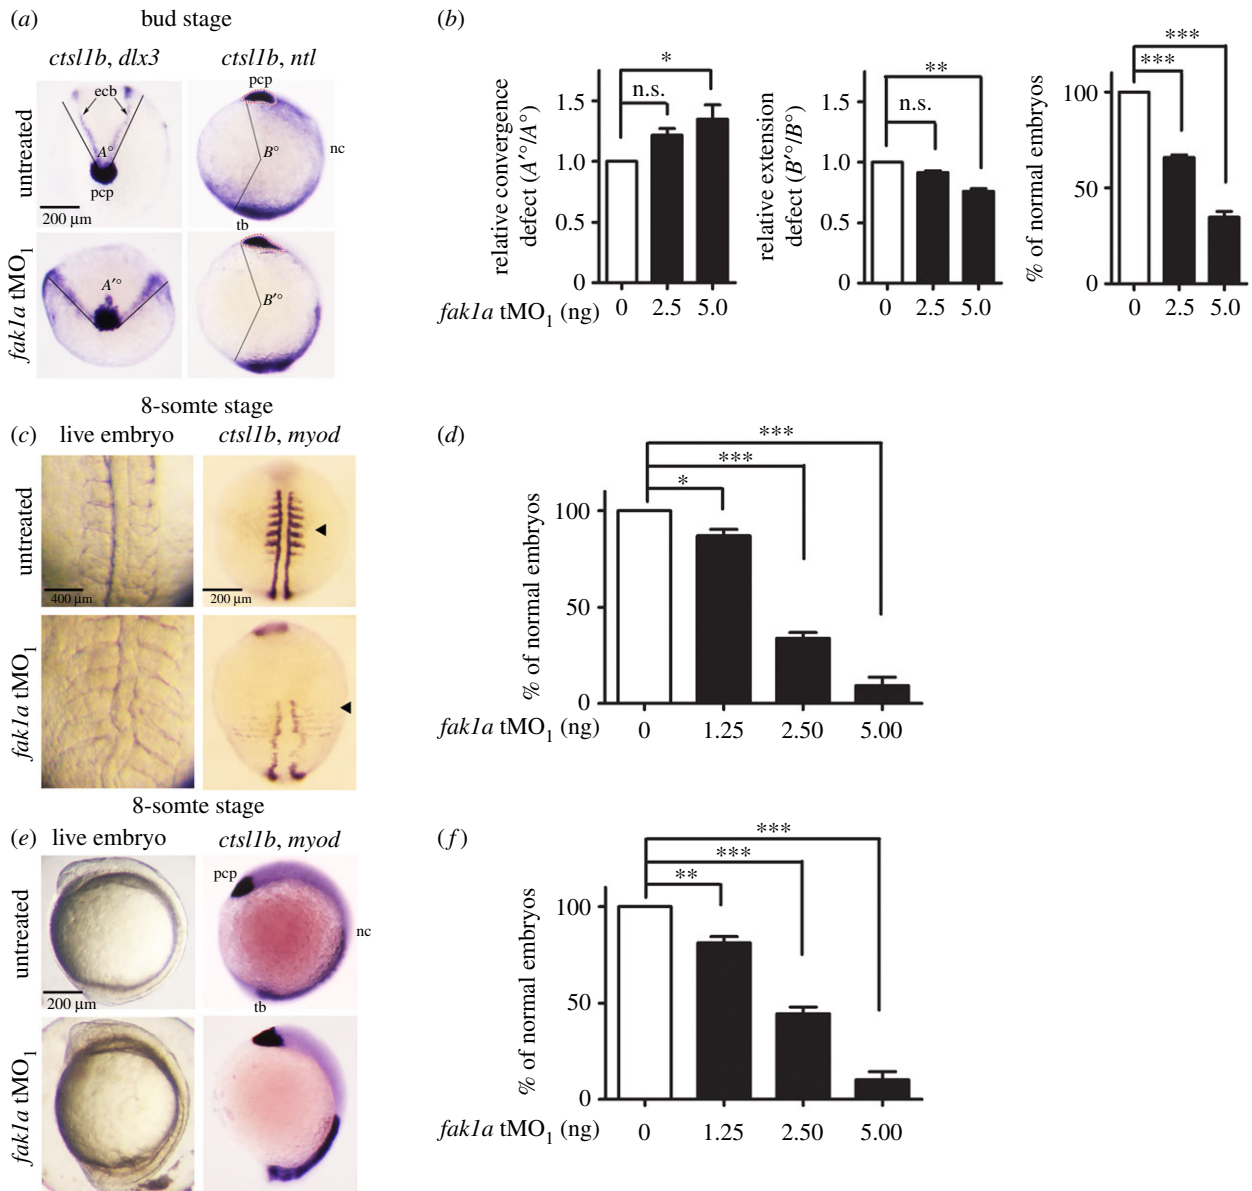 (a)
bud stage
ctsl1b, dlx3
ctsl1b, ntl
untreated
ecb
A°
pcp
200 µm
pcp
B°
nc
tb
fak1a tMO1
A′°
B′°
(b)
relative convergence
defect (A′°/A°)
1.5
1.0
0.5
0
n.s.
*
relative extension
defect (B′°/B°)
1.5
1.0
0.5
0
n.s.
**
% of normal embryos
100
50
0
***
***
fak1a tMO1 (ng)
0 2.5 5.0
0 2.5 5.0
0 2.5 5.0
8-somte stage
(c)
live embryo
ctsl1b, myod
untreated
400 µm
200 µm
fak1a tMO1
(d)
% of normal embryos
100
50
0
***
***
*
fak1a tMO1 (ng)
0 1.25 2.50 5.00
8-somte stage
(e)
live embryo
ctsl1b, myod
untreated
200 µm
pcp
nc
tb
fak1a tMO1
(f)
% of normal embryos
100
50
0
***
***
**
fak1a tMO1 (ng)
0 1.25 2.50 5.00